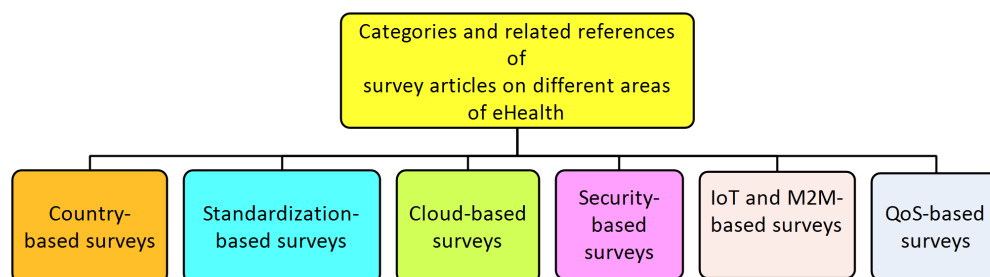 Categories and related references
of
survey articles on different areas
of eHealth
Country-
based surveys
Standardization-
based surveys
Cloud-based
surveys
Security-
based
surveys
IoT and M2M-
based surveys
QoS-based
surveys